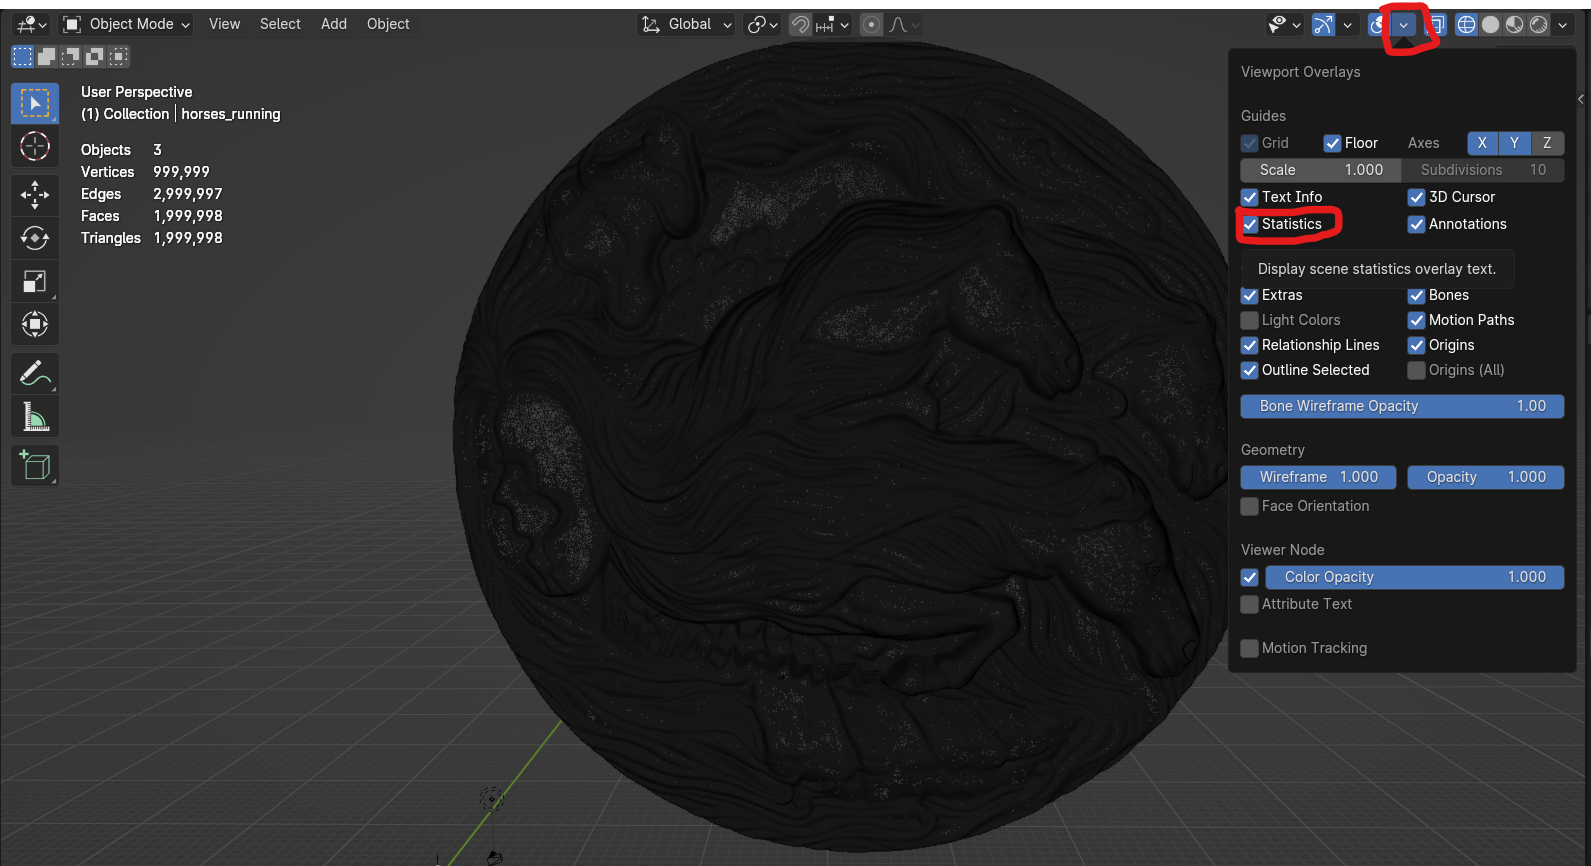 Object Mode View Select Add Object Global
User Perspective
(1) Collection | horses_running
Objects 3
Vertices 999,999
Edges 2,999,997
Faces 1,999,998
Triangles 1,999,998
Viewport Overlays
Guides
Grid Floor Axes X Y Z
Scale 1.000 Subdivisions 10
Text Info 3D Cursor
Statistics Annotations
Display scene statistics overlay text.
Extras Bones
Light Colors Motion Paths
Relationship Lines Origins
Outline Selected Origins (All)
Bone Wireframe Opacity 1.00
Geometry
Wireframe 1.000 Opacity 1.000
Face Orientation
Viewer Node
Color Opacity 1.000
Attribute Text
Motion Tracking